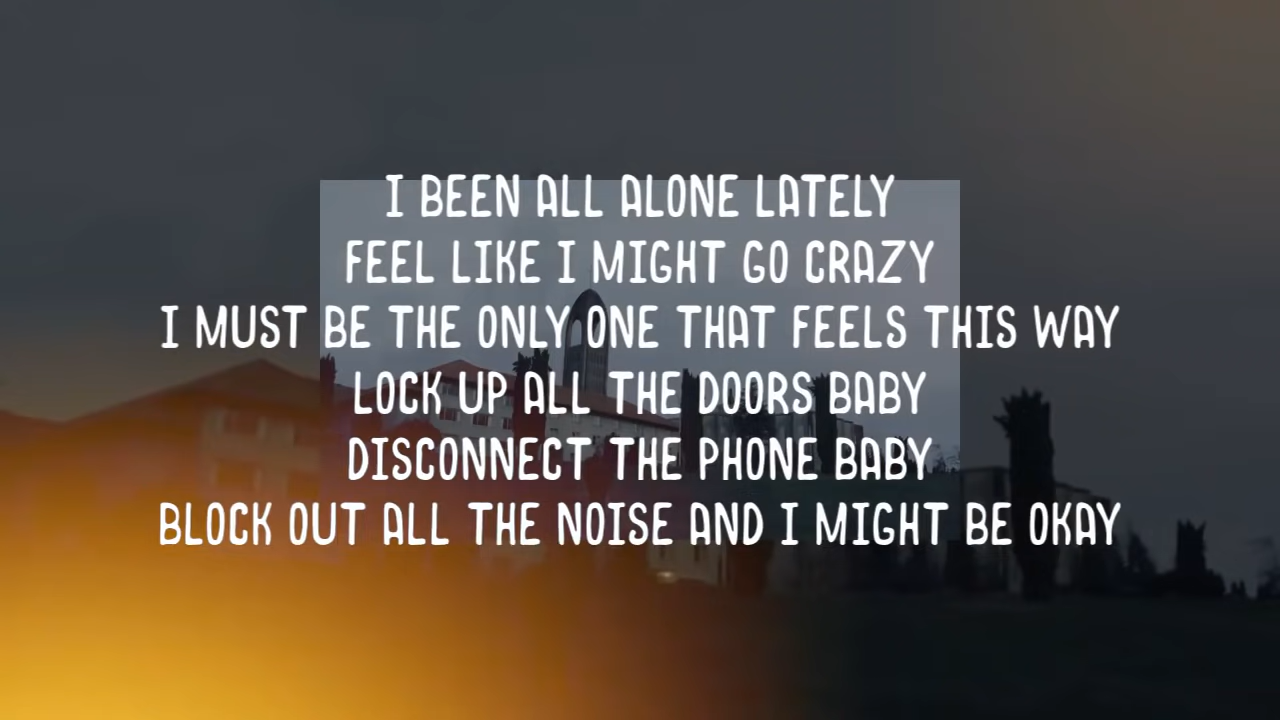 I BEEN ALL ALONE LATELY
FEEL LIKE I MIGHT GO CRAZY
I MUST BE THE ONLY ONE THAT FEELS THIS WAY
LOCK UP ALL THE DOORS BABY
DISCONNECT THE PHONE BABY
BLOCK OUT ALL THE NOISE AND I MIGHT BE OKAY